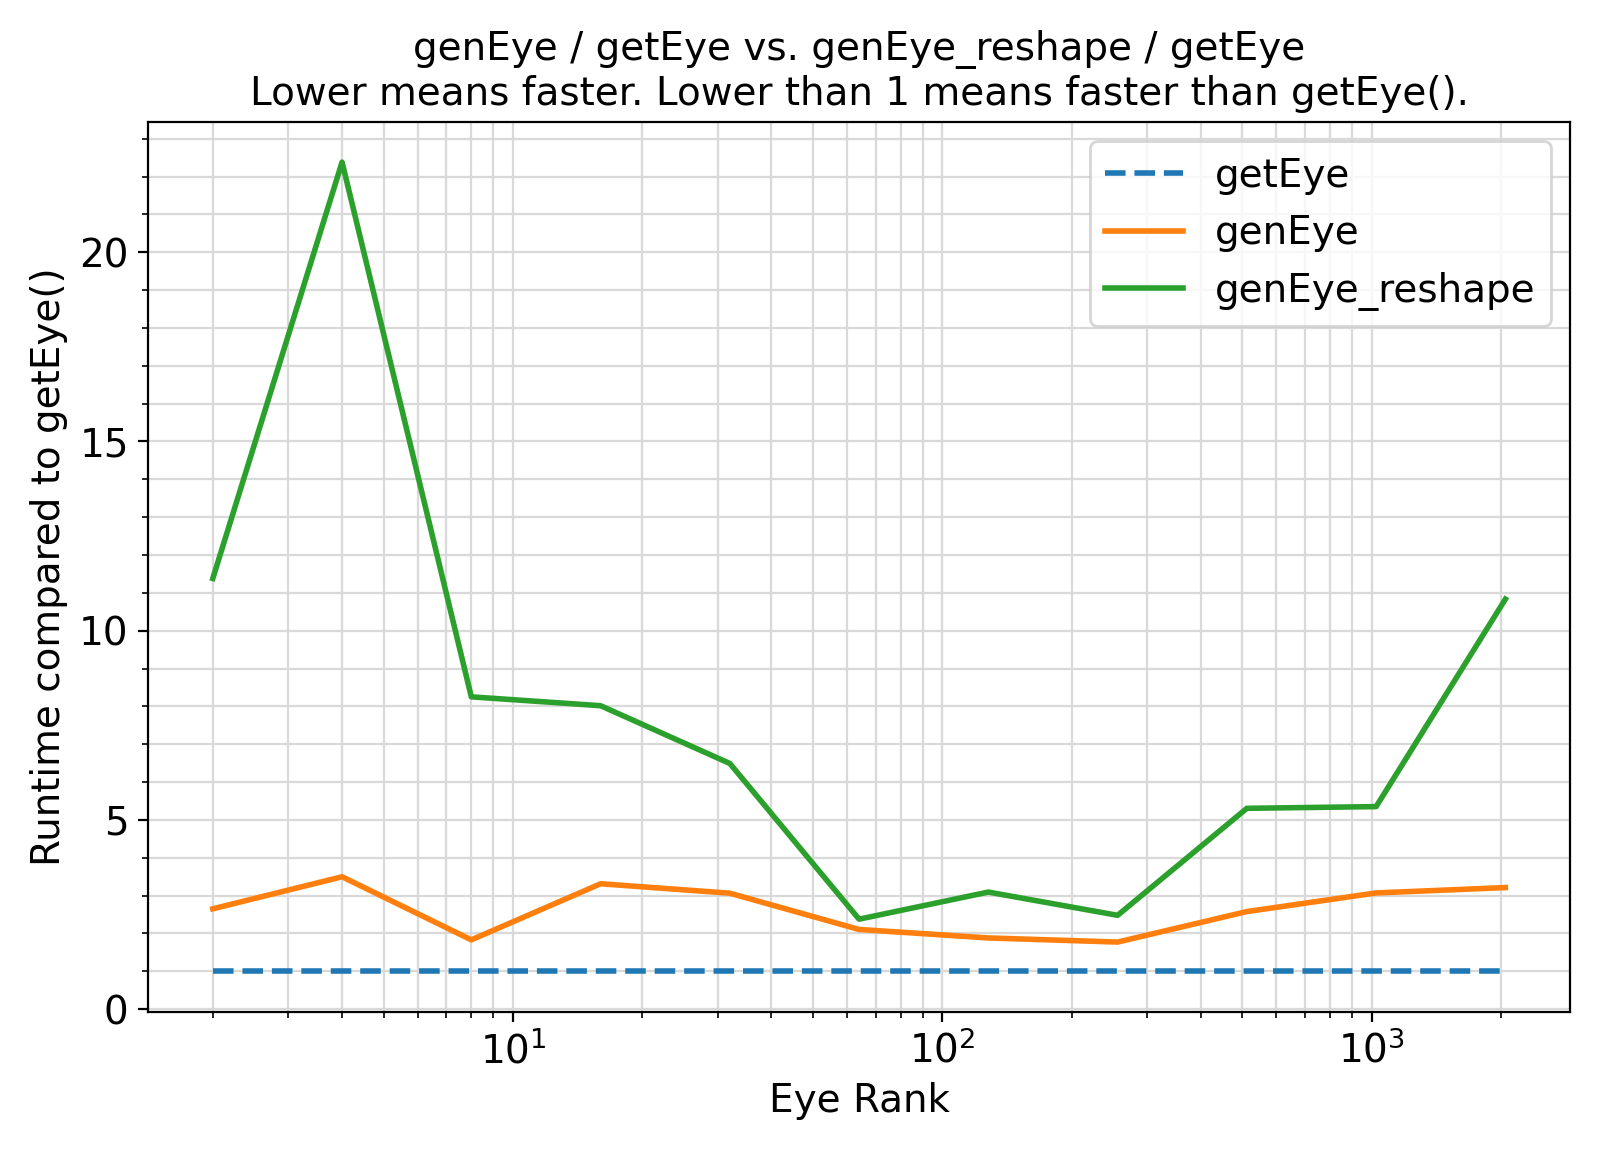 genEye / getEye vs. genEye_reshape / getEye
Lower means faster. Lower than 1 means faster than getEye().
getEye
genEye
genEye_reshape
Runtime compared to getEye()
20
15
10
5
0
10¹
10²
10³
Eye Rank